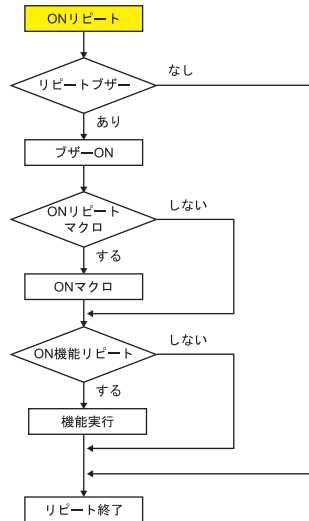 ONリピート
リピートブザー
なし
あり
ブザーON
ONリピート
マクロ
しない
する
ONマクロ
ON機能リピート
しない
する
機能実行
リピート終了